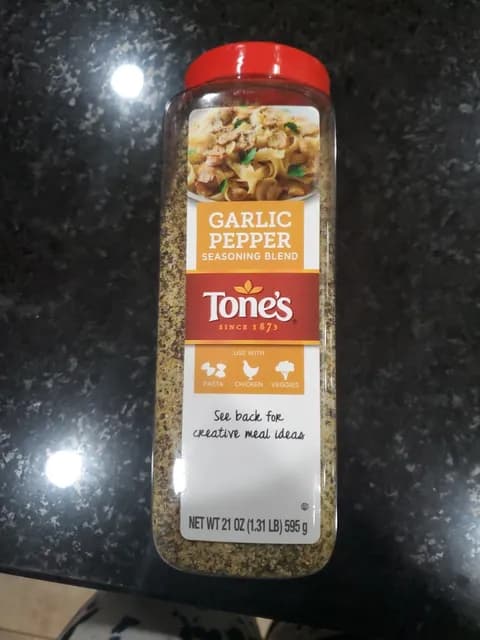 GARLIC
PEPPER
SEASONING BLEND
Tone's
SINCE 1873
USE WITH
PASTA CHICKEN VEGGIES
See back for
creative meal ideas
NET WT 21 OZ (1.31 LB) 595 g